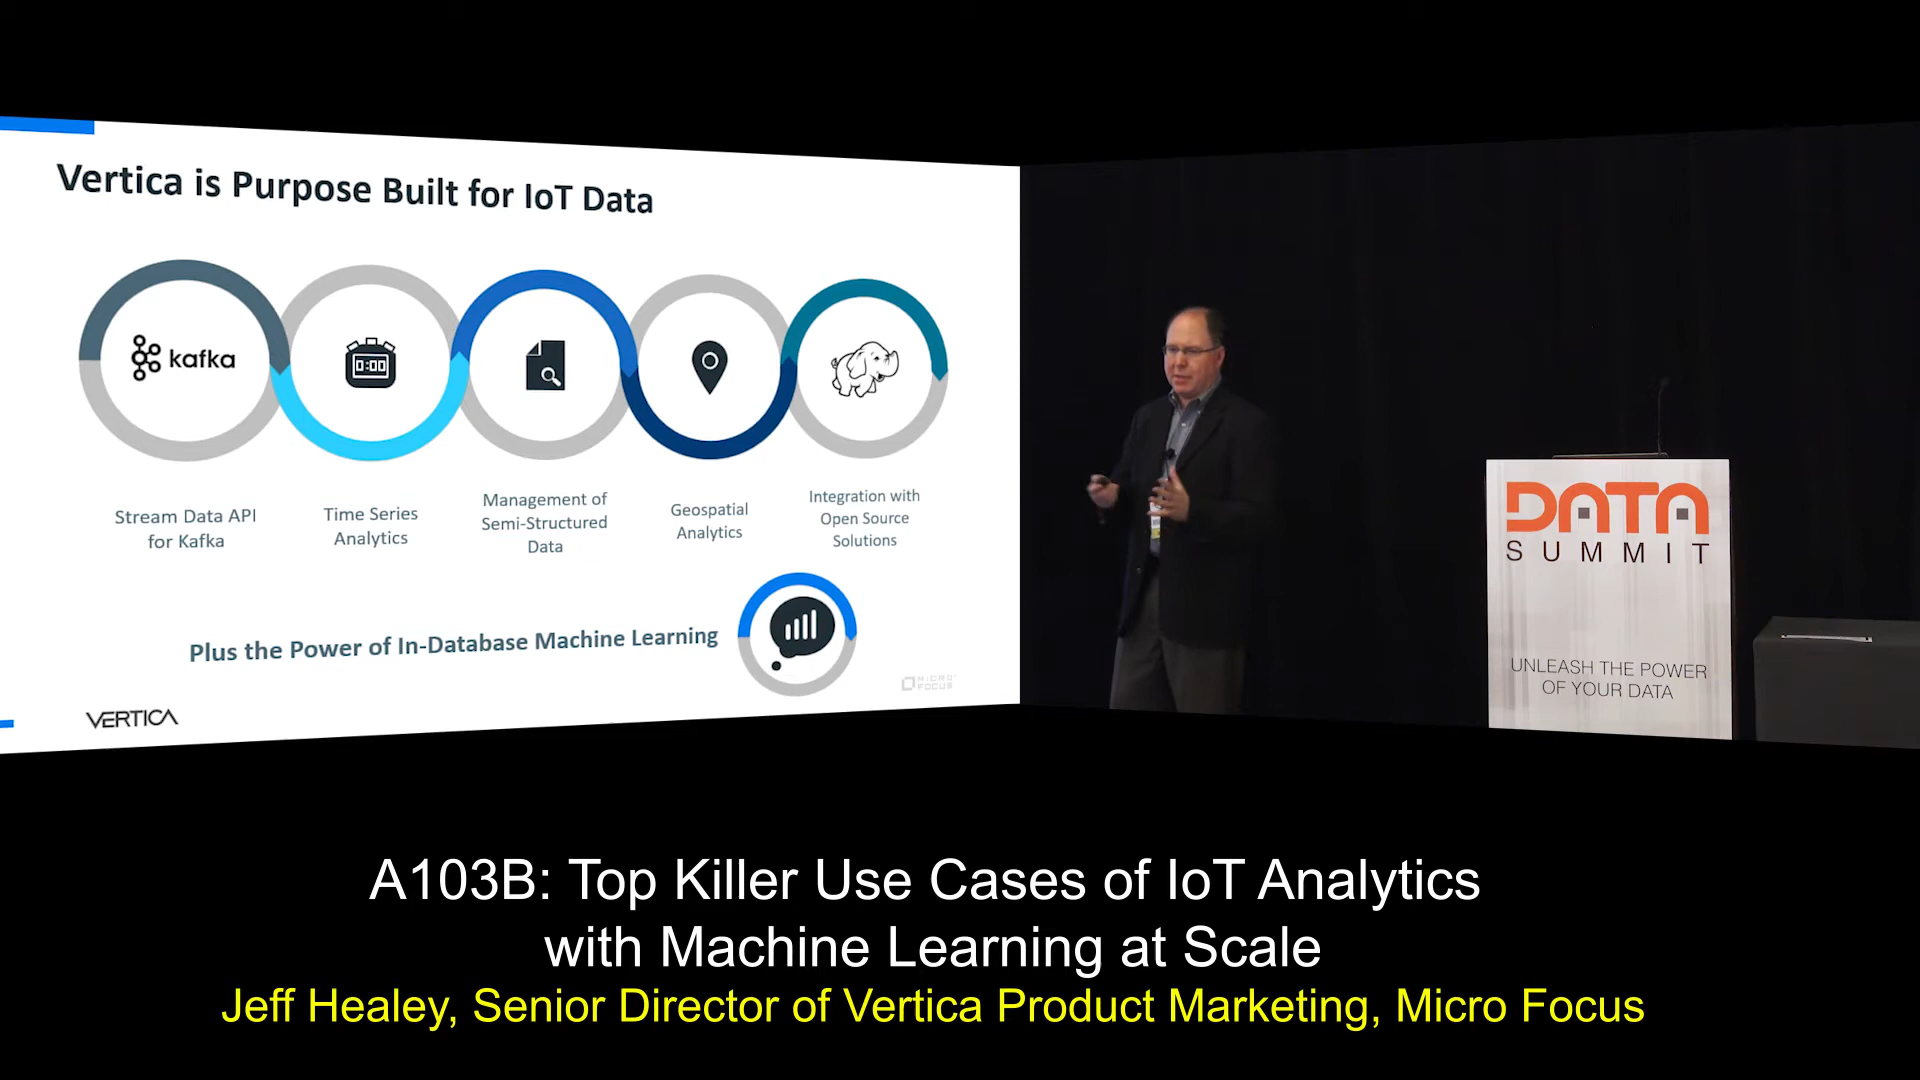 Vertica is Purpose Built for IoT Data
kafka
0:00
Stream Data API
for Kafka
Time Series
Analytics
Management of
Semi-Structured
Data
Geospatial
Analytics
Integration with
Open Source
Solutions
Plus the Power of In-Database Machine Learning
MICRO
FOCUS
VERTICA
DATA
SUMMIT
UNLEASH THE POWER
OF YOUR DATA
A103B: Top Killer Use Cases of IoT Analytics
with Machine Learning at Scale
Jeff Healey, Senior Director of Vertica Product Marketing, Micro Focus